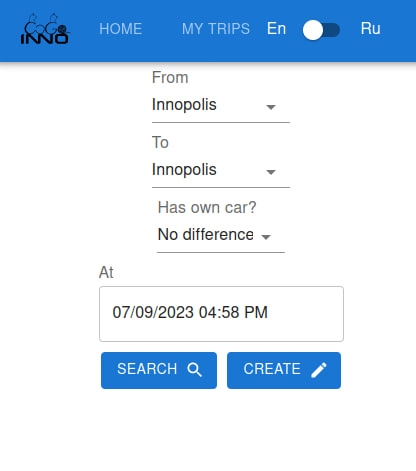 INNO HOME MY TRIPS En Ru
From
Innopolis
To
Innopolis
Has own car?
No difference
At
07/09/2023 04:58 PM
SEARCH CREATE